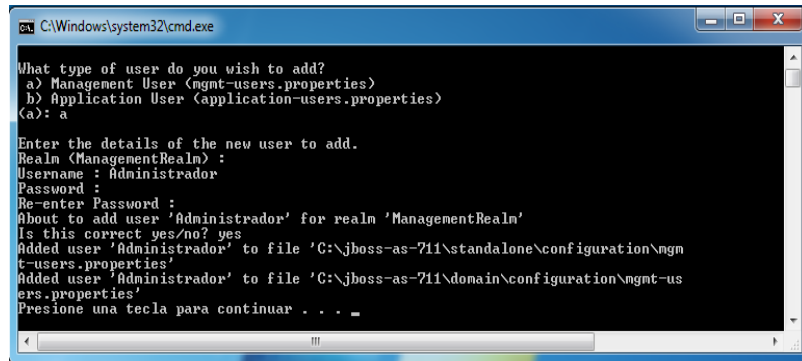 C:\Windows\system32\cmd.exe
What type of user do you wish to add?
a) Management User (mgmt-users.properties)
b) Application User (application-users.properties)
(a): a
Enter the details of the new user to add.
Realm (ManagementRealm) :
Username : Administrador
Password :
Re-enter Password :
About to add user 'Administrador' for realm 'ManagementRealm'
Is this correct yes/no? yes
Added user 'Administrador' to file 'C:\jboss-as-711\standalone\configuration\mgm
t-users.properties'
Added user 'Administrador' to file 'C:\jboss-as-711\domain\configuration\mgmt-us
ers.properties'
Presione una tecla para continuar . . . _